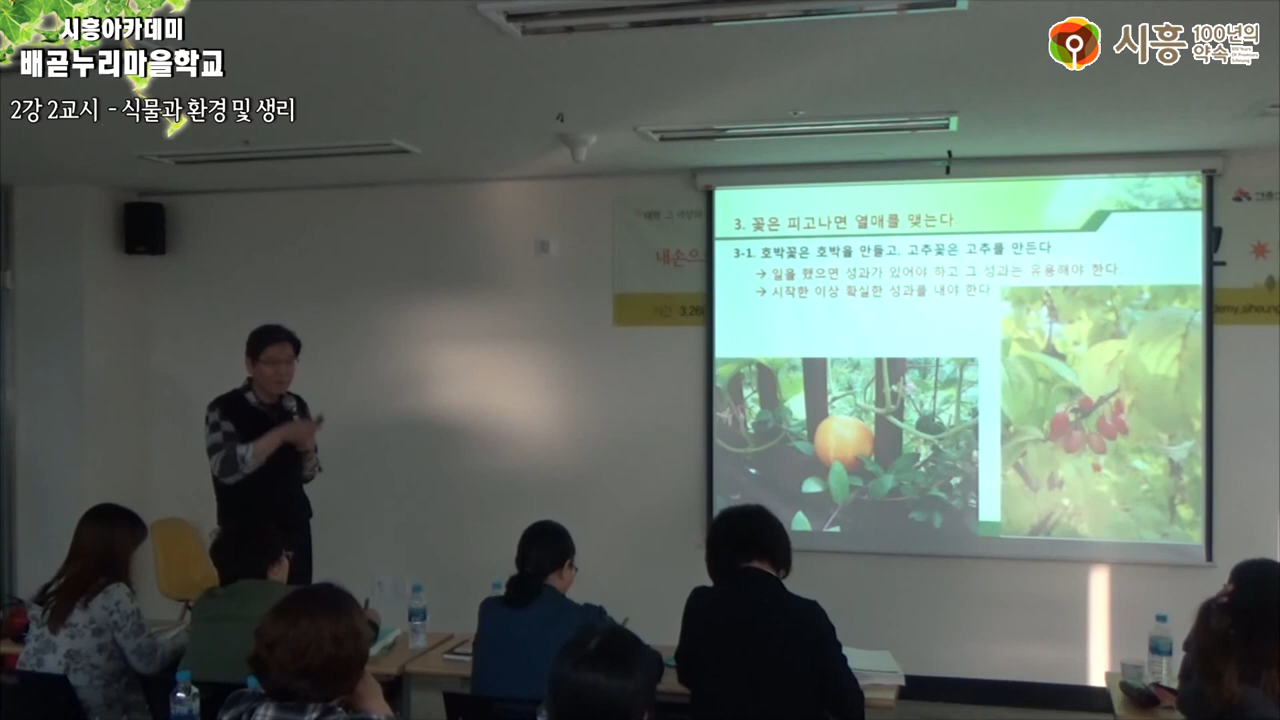 시흥아카데미
배곧누리마을학교
2강 2교시 - 식물과 환경 및 생리
시흥 100년의
약속
3. 꽃은 피고나면 열매를 맺는다
3-1. 호박꽃은 호박을 만들고, 고추꽃은 고추를 만든다
→ 일을 했으면 성과가 있어야 하고 그 성과는 유용해야 한다.
→ 시작한 이상 확실한 성과를 내야 한다
내손으
기간